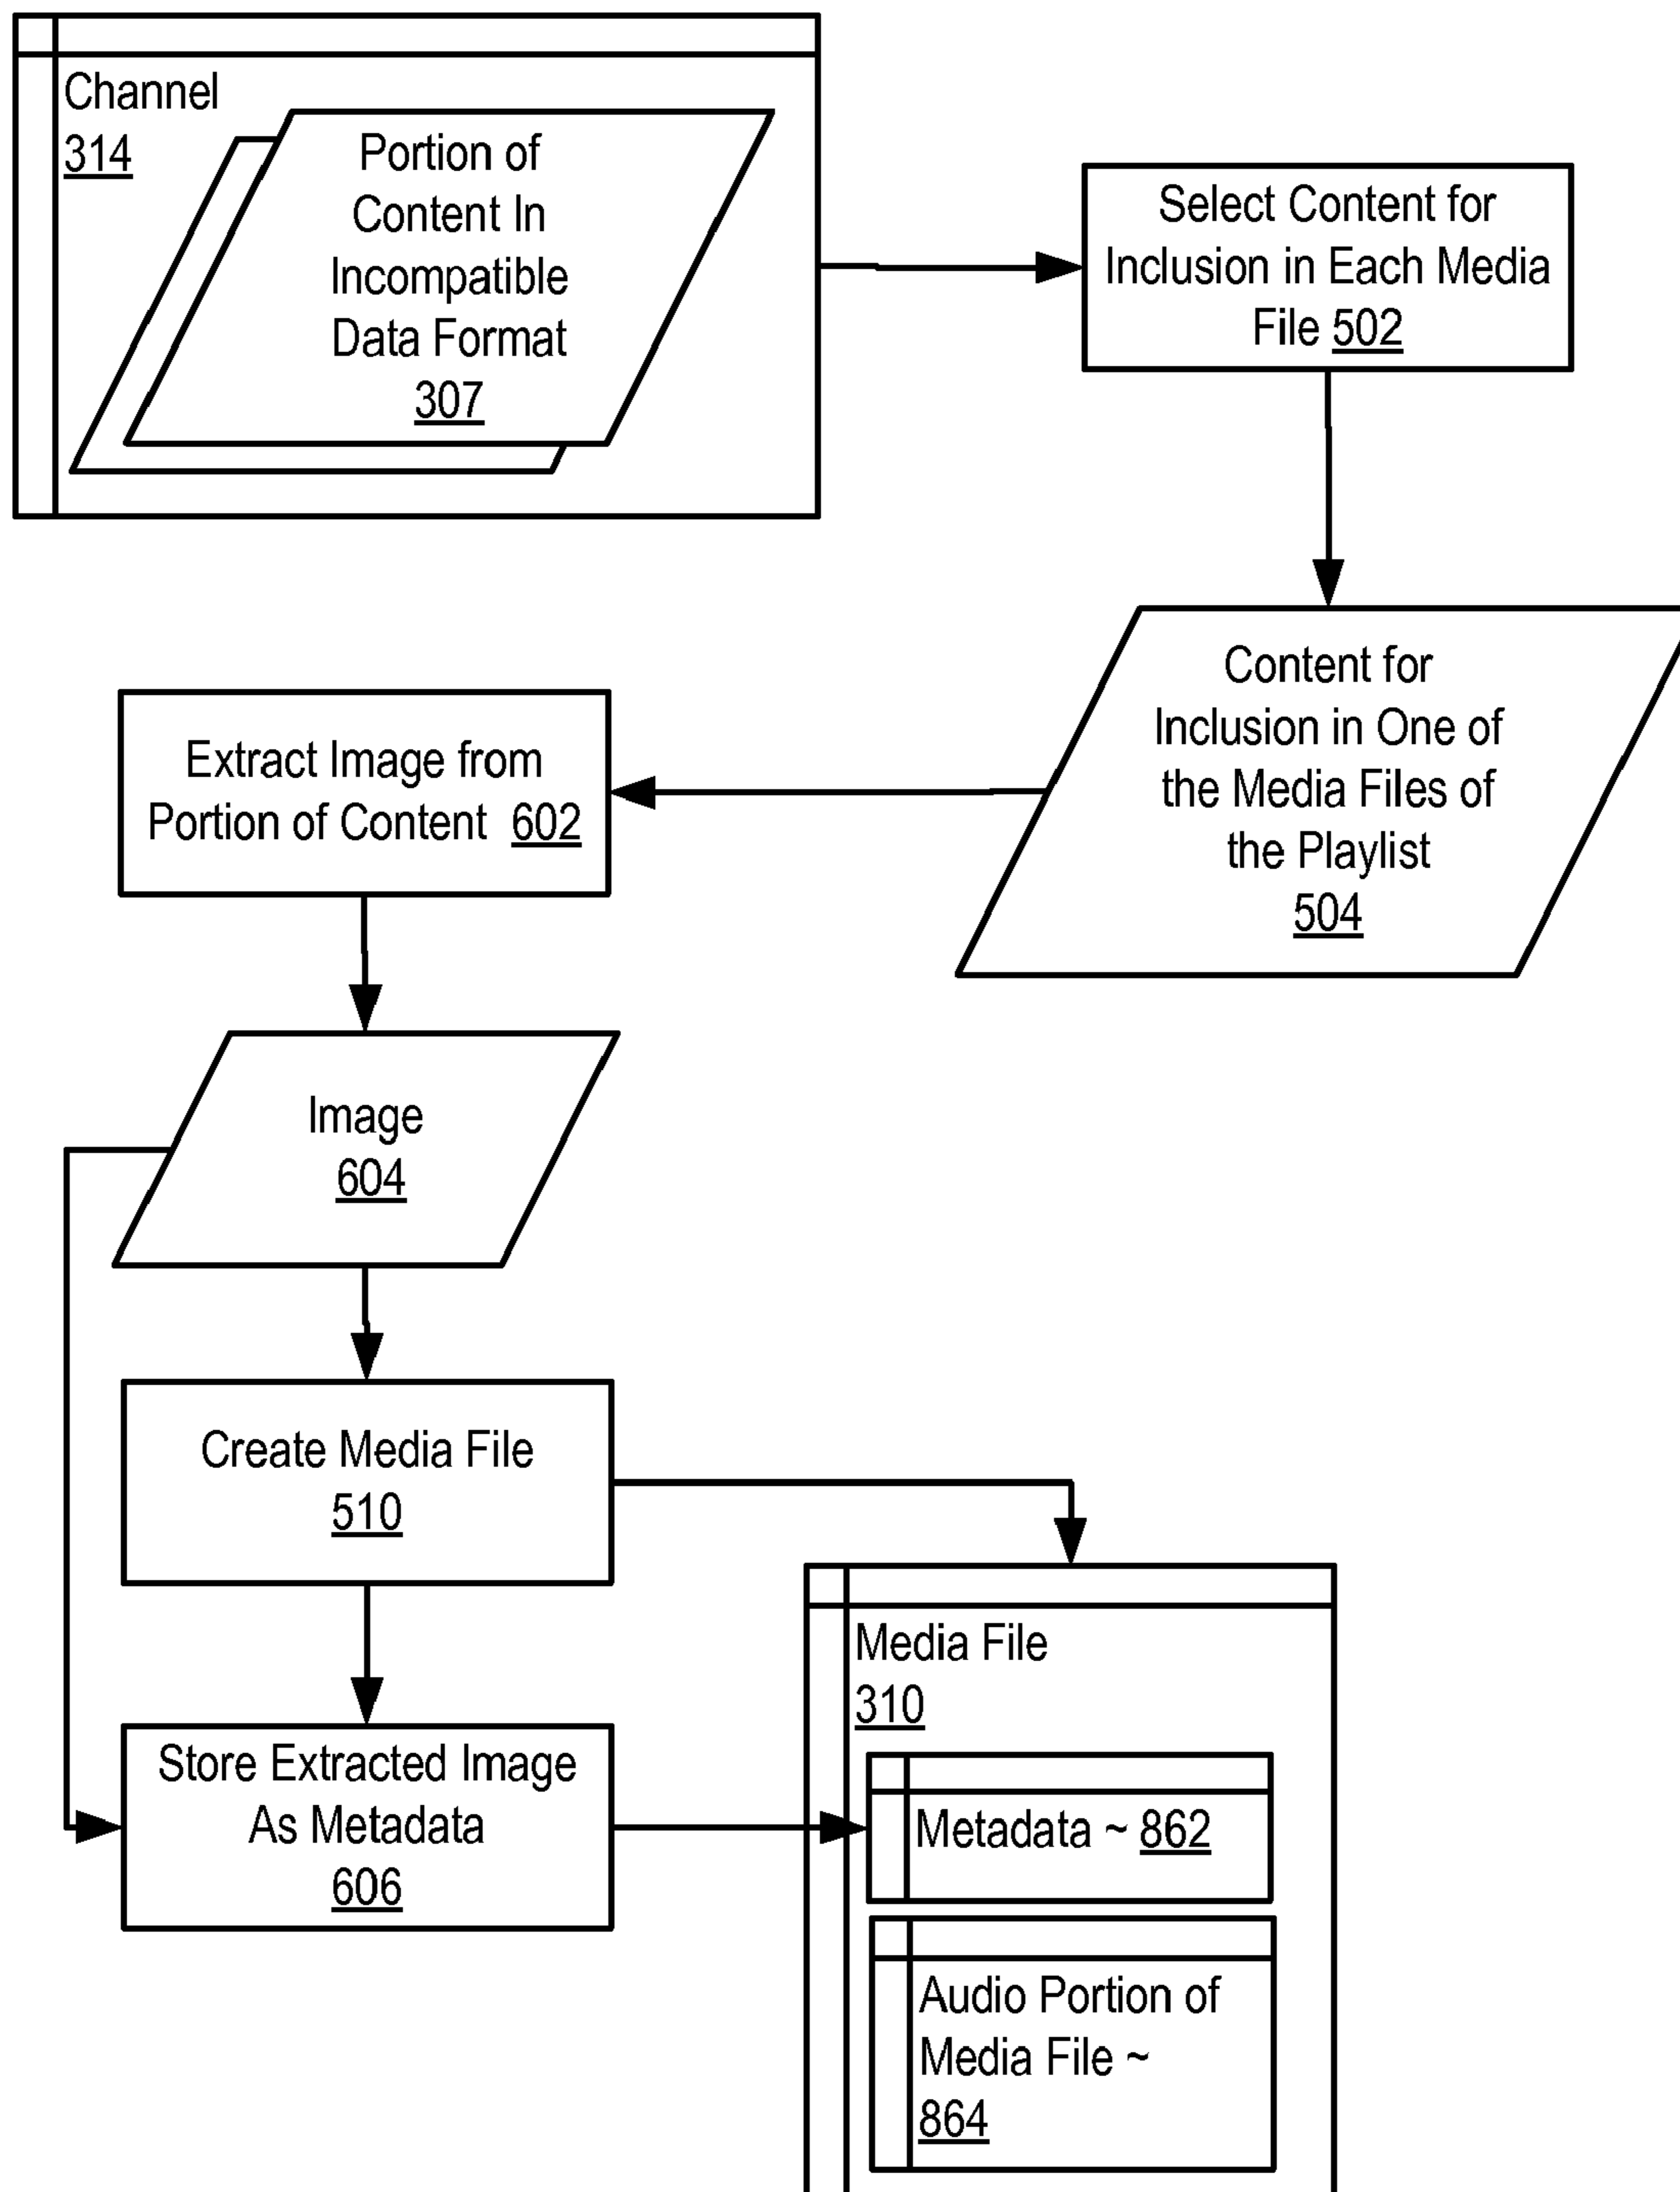 Channel
314
Portion of
Content In
Incompatible
Data Format
307
Select Content for
Inclusion in Each Media
File 502
Content for
Inclusion in One of
the Media Files of
the Playlist
504
Extract Image from
Portion of Content 602
Image
604
Create Media File
510
Store Extracted Image
As Metadata
606
Media File
310
Metadata ~ 862
Audio Portion of
Media File ~
864